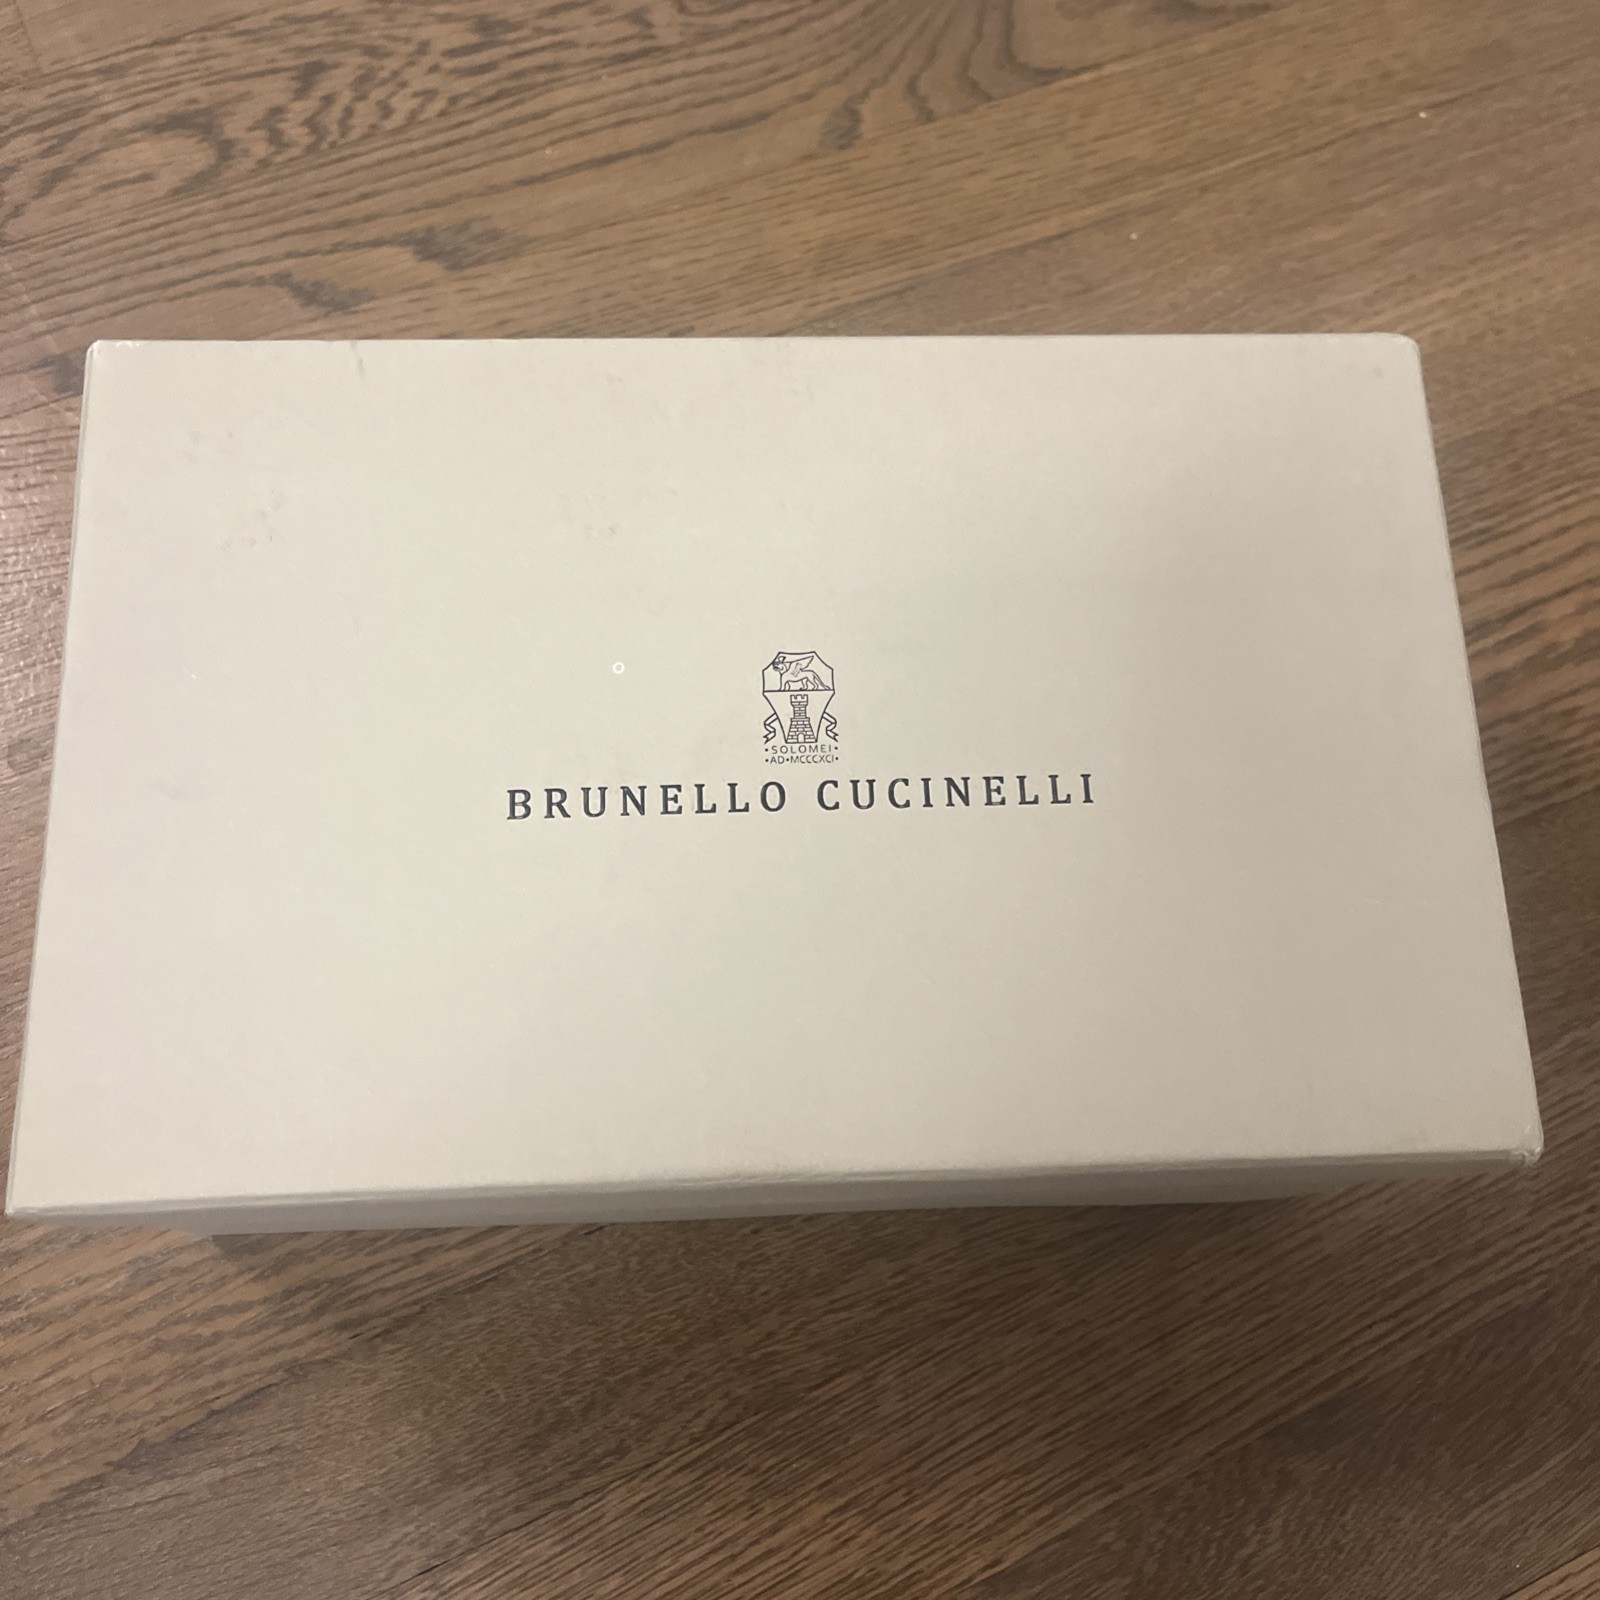 •SOLOMEI•
•AD•MCCCXCI•
BRUNELLO CUCINELLI